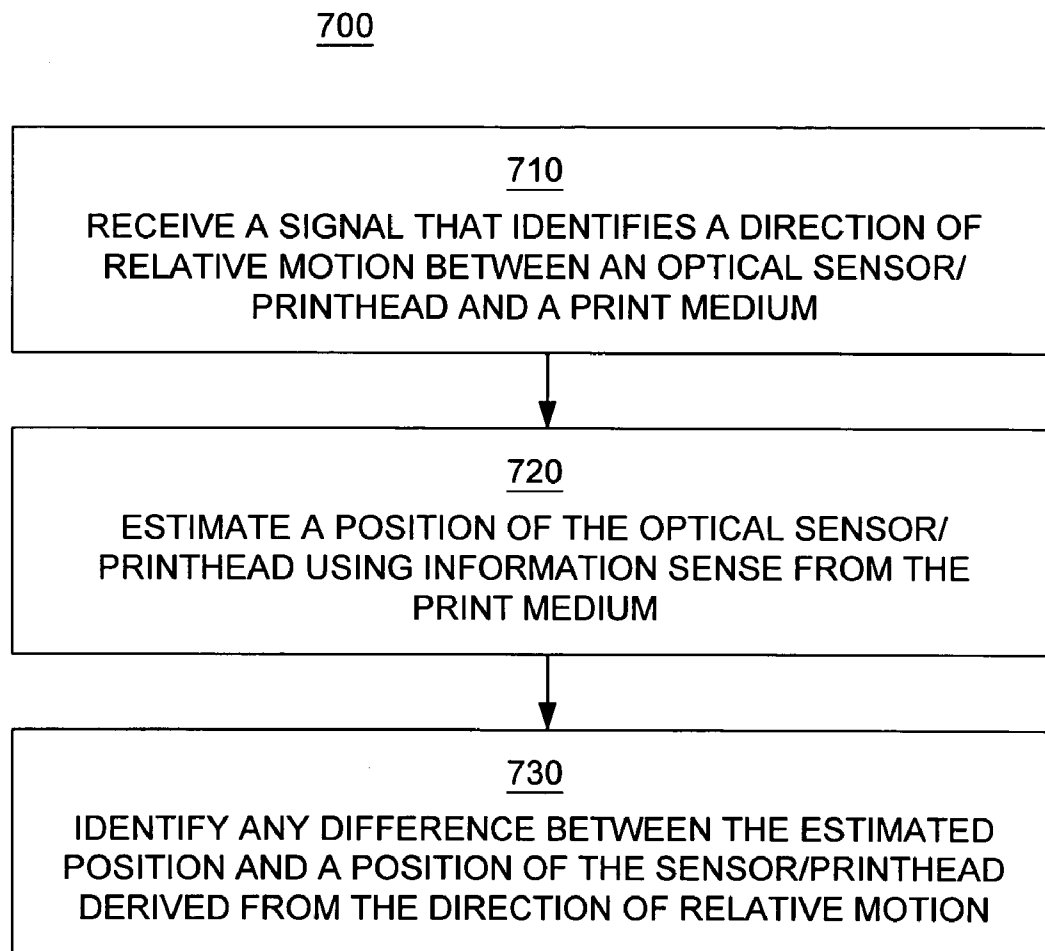 700
710
RECEIVE A SIGNAL THAT IDENTIFIES A DIRECTION OF
RELATIVE MOTION BETWEEN AN OPTICAL SENSOR/
PRINTHEAD AND A PRINT MEDIUM
720
ESTIMATE A POSITION OF THE OPTICAL SENSOR/
PRINTHEAD USING INFORMATION SENSE FROM THE
PRINT MEDIUM
730
IDENTIFY ANY DIFFERENCE BETWEEN THE ESTIMATED
POSITION AND A POSITION OF THE SENSOR/PRINTHEAD
DERIVED FROM THE DIRECTION OF RELATIVE MOTION